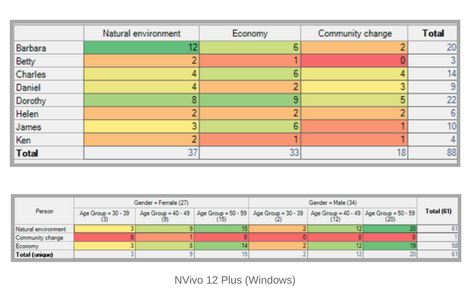 Natural environment Economy Community change Total
Barbara 12 6 2 20
Betty 2 1 0 3
Charles 4 6 4 14
Daniel 4 2 3 9
Dorothy 8 9 5 22
Helen 2 2 2 6
James 3 6 1 10
Ken 2 1 1 4
Total 37 33 18 88
Person Gender = Female (27) Gender = Male (34) Total (61)
Age Group = 30 - 39 (3) Age Group = 40 - 49 (9) Age Group = 50 - 59 (15) Age Group = 30 - 39 (2) Age Group = 40 - 49 (12) Age Group = 50 - 59 (20)
Natural environment 3 9 15 2 12 20 61
Community change 0 1 0 0 0 0 1
Economy 3 8 14 2 12 19 58
Total (unique) 3 9 15 2 12 20 61
NVivo 12 Plus (Windows)